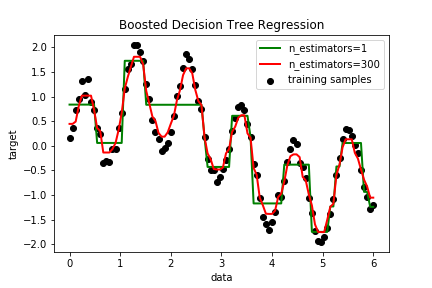 Boosted Decision Tree Regression
n_estimators=1
n_estimators=300
training samples
target
2.0
1.5
1.0
0.5
0.0
−0.5
−1.0
−1.5
−2.0
0 1 2 3 4 5 6
data